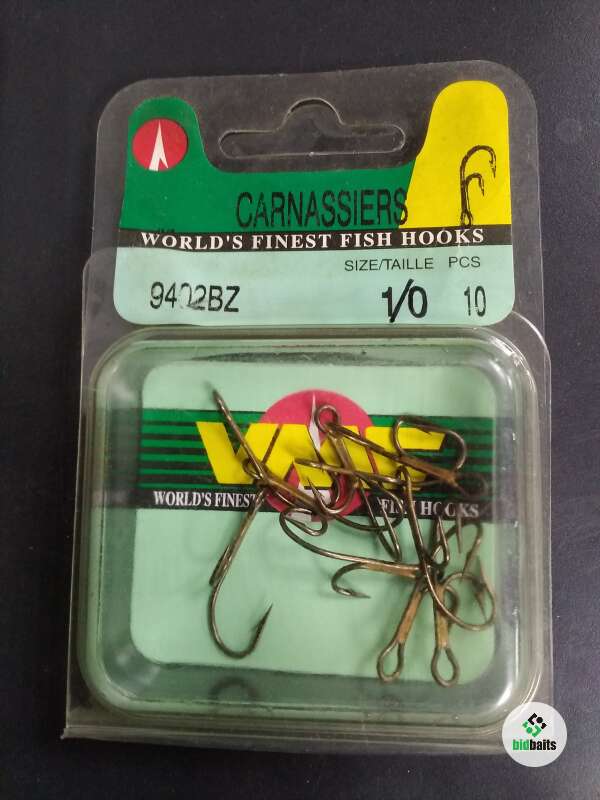 CARNASSIERS
WORLD'S FINEST FISH HOOKS
SIZE/TAILLE PCS
9402BZ 1/0 10
VMC
WORLD'S FINEST FISH HOOKS
bidbaits